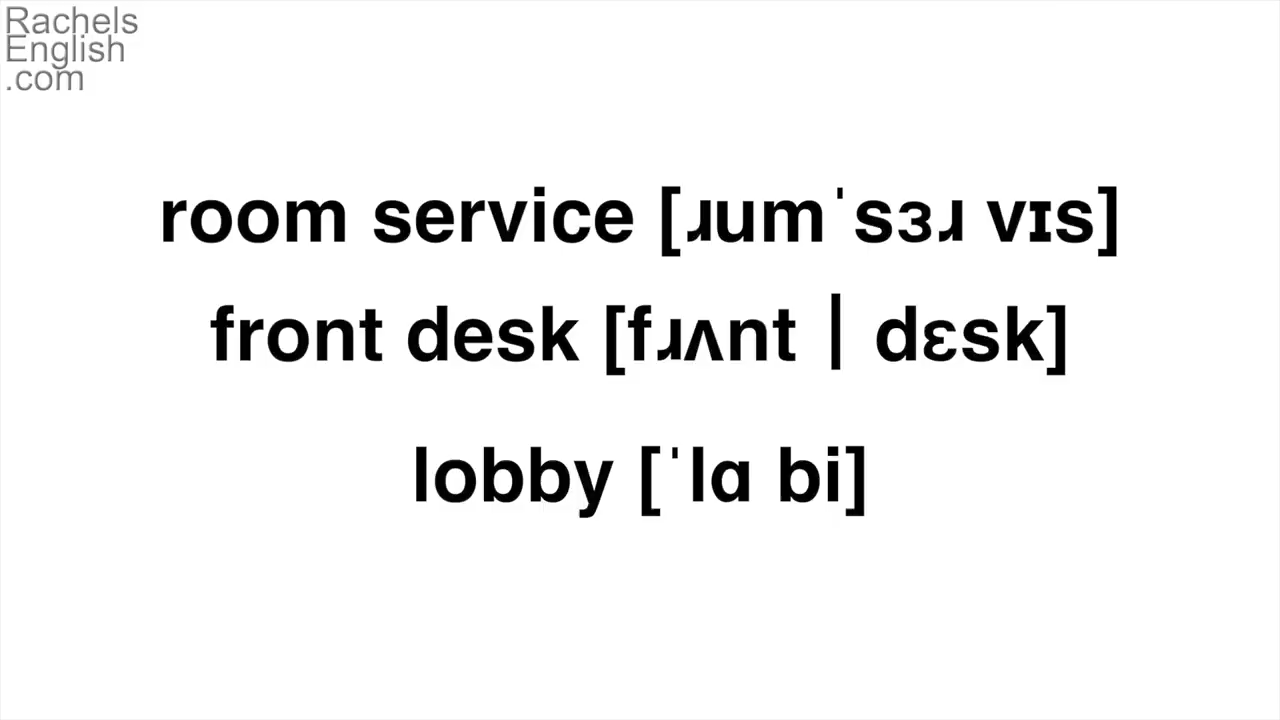 Rachels
English
.com
room service [ɹumˈsɜɹ vɪs]
front desk [fɹʌnt | dɛsk]
lobby [ˈlɑ bi]